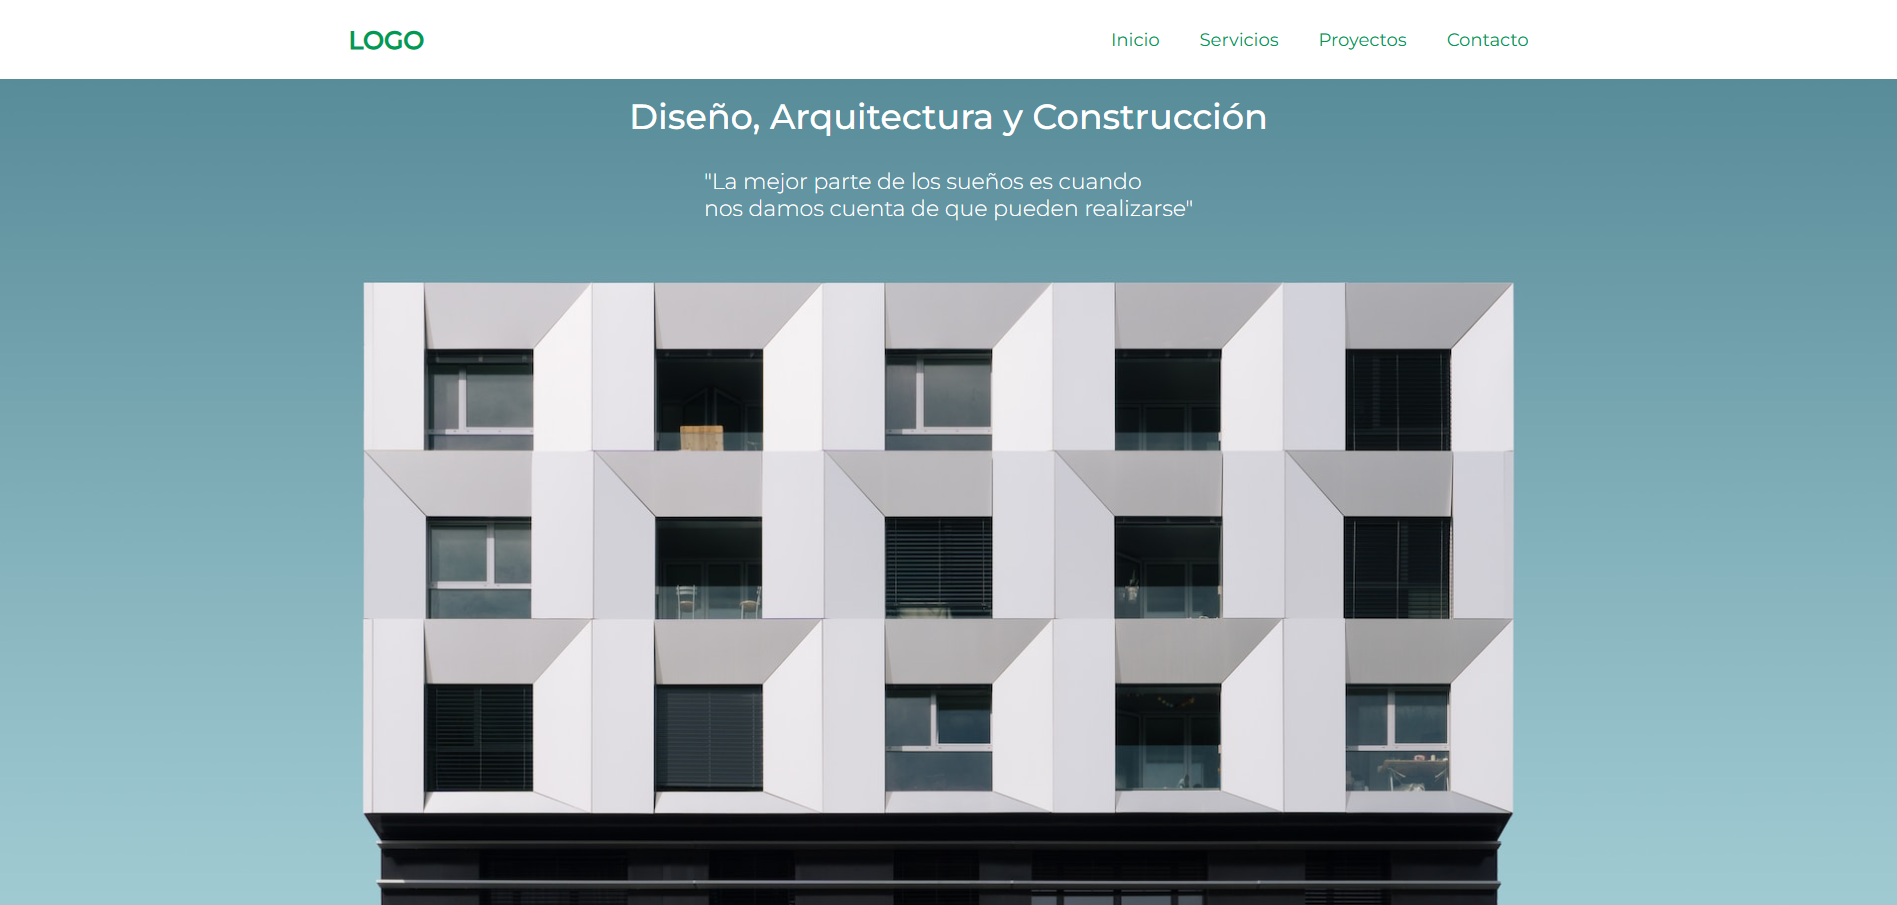 LOGO
Inicio
Servicios
Proyectos
Contacto
Diseño, Arquitectura y Construcción
"La mejor parte de los sueños es cuando
nos damos cuenta de que pueden realizarse"